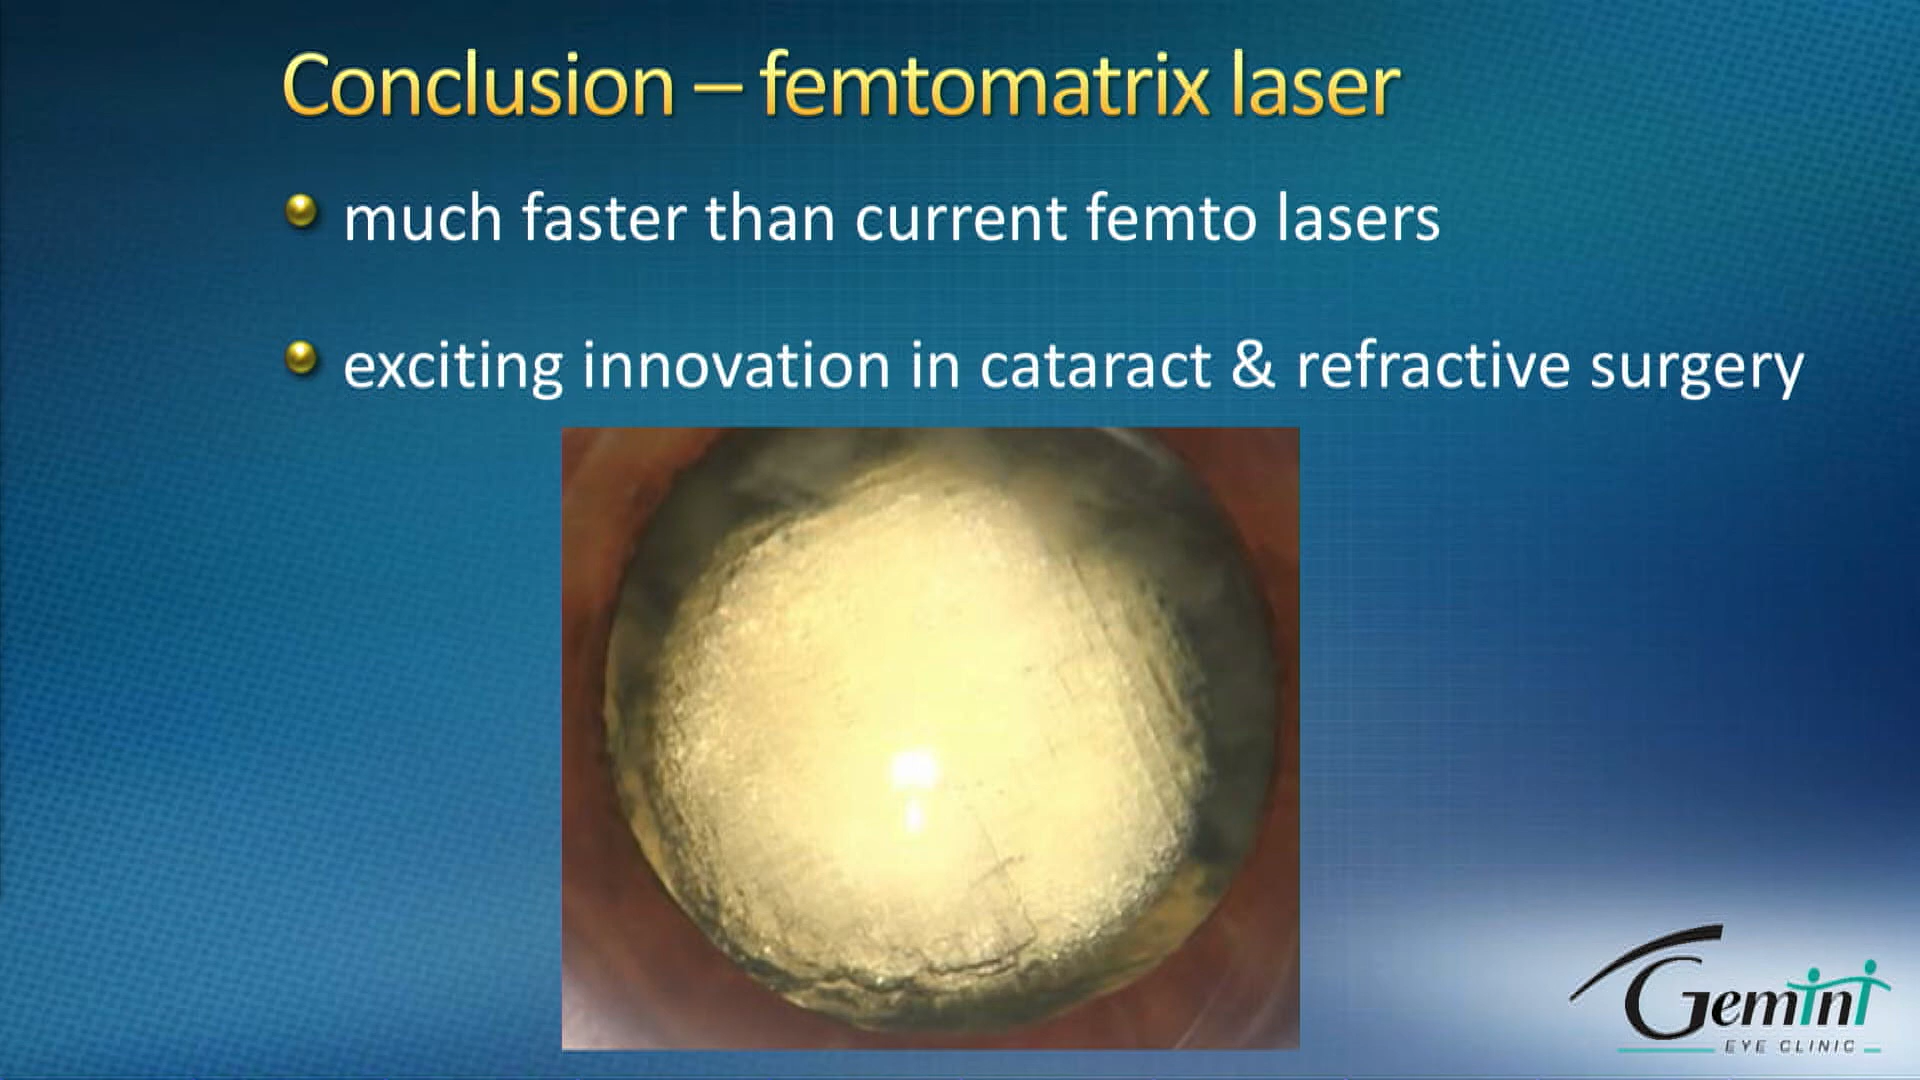 Conclusion – femtomatrix laser
much faster than current femto lasers
exciting innovation in cataract & refractive surgery
Gemini
EYE CLINIC